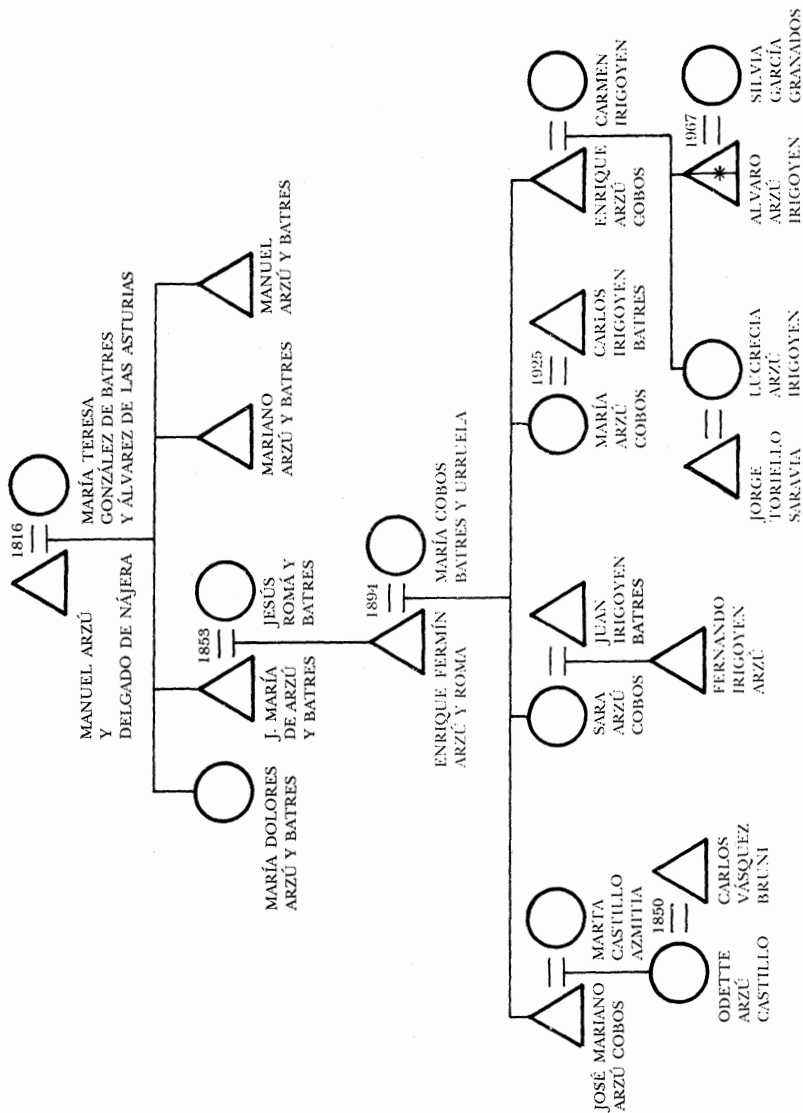 1816
MANUEL ARZÚ
Y
DELGADO DE NÁJERA
MARÍA TERESA
GONZÁLEZ DE BATRES
Y ÁLVAREZ DE LAS ASTURIAS
MARÍA DOLORES
ARZÚ Y BATRES
1853
J. MARÍA
DE ARZÚ
Y BATRES
JESÚS
ROMÁ Y
BATRES
MARIANO
ARZÚ Y BATRES
MANUEL
ARZÚ Y BATRES
1894
ENRIQUE FERMÍN
ARZÚ Y ROMA
MARÍA COBOS
BATRES Y URRUELA
JOSÉ MARIANO
ARZÚ COBOS
MARTA
CASTILLO
AZMITIA
SARA
ARZÚ
COBOS
JUAN
IRIGOYEN
BATRES
1925
MARÍA
ARZÚ
COBOS
CARLOS
IRIGOYEN
BATRES
ENRIQUE
ARZÚ
COBOS
CARMEN
IRIGOYEN
1850
ODETTE
ARZÚ
CASTILLO
CARLOS
VÁSQUEZ
BRUNI
FERNANDO
IRIGOYEN
ARZÚ
JORGE
TORIELLO
SARAVIA
LUCRECIA
ARZÚ
IRIGOYEN
1967
*
ALVARO
ARZÚ
IRIGOYEN
SILVIA
GARCÍA
GRANADOS